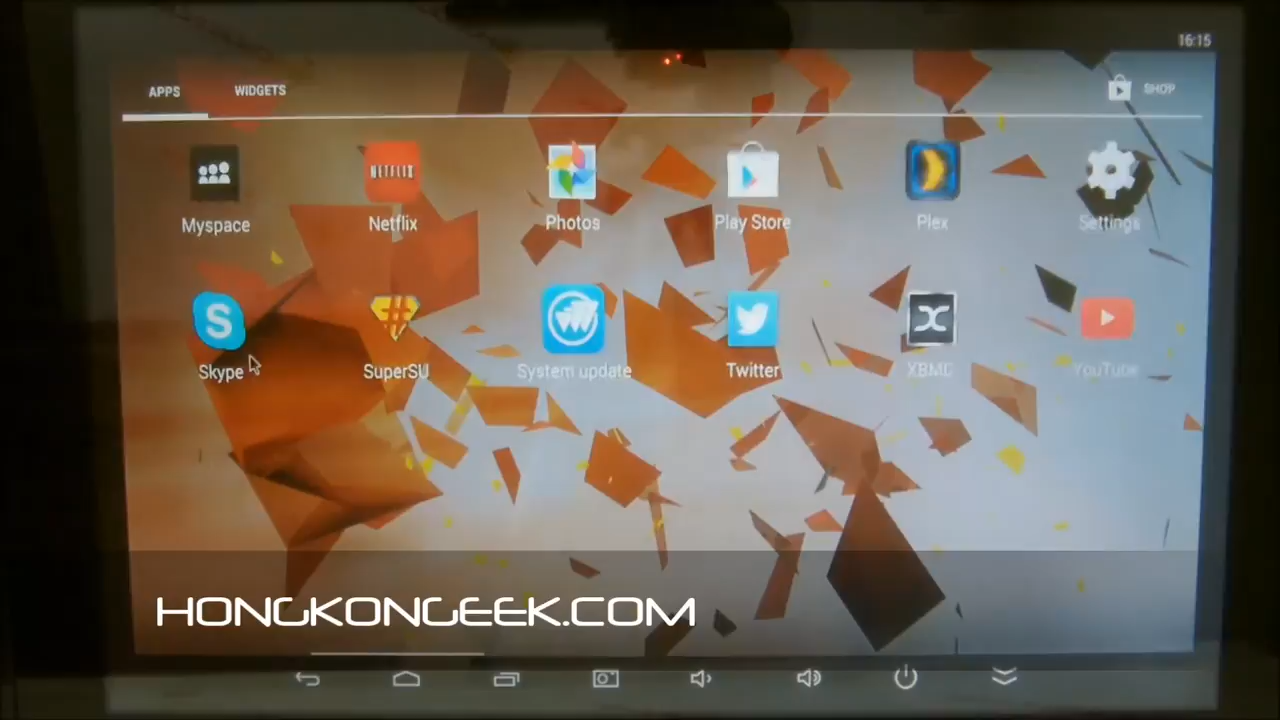 16:15
APPS WIDGETS SHOP
NETFLIX
Myspace Netflix Photos Play Store Plex Settings
S
Skype SuperSU System update Twitter XBMC YouTube
HONGKONGEEK.COM